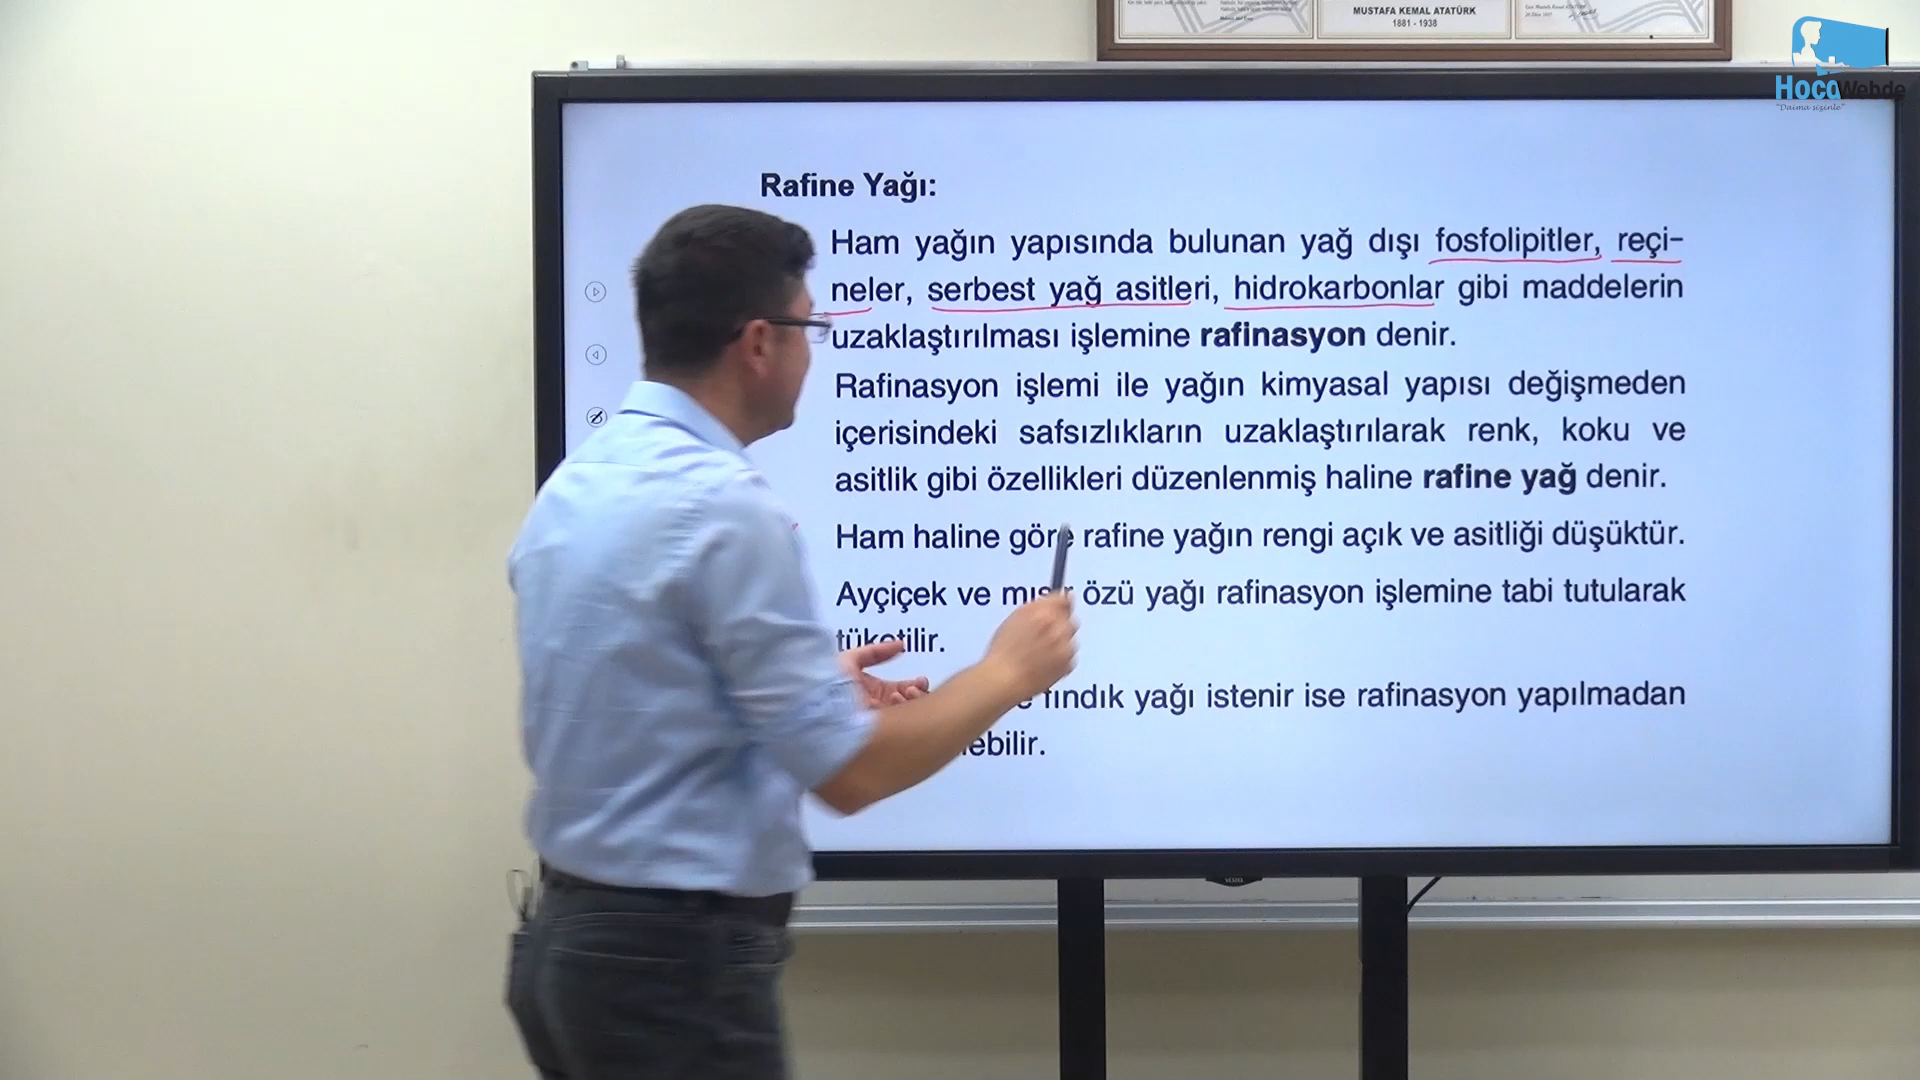 MUSTAFA KEMAL ATATÜRK
1881 - 1938
HocaWebde
"Daima sizinle"
Rafine Yağı:
Ham yağın yapısında bulunan yağ dışı fosfolipitler, reçi-
neler, serbest yağ asitleri, hidrokarbonlar gibi maddelerin
uzaklaştırılması işlemine rafinasyon denir.
Rafinasyon işlemi ile yağın kimyasal yapısı değişmeden
içerisindeki safsızlıkların uzaklaştırılarak renk, koku ve
asitlik gibi özellikleri düzenlenmiş haline rafine yağ denir.
Ham haline göre rafine yağın rengi açık ve asitliği düşüktür.
Ayçiçek ve mısır özü yağı rafinasyon işlemine tabi tutularak
tüketilir.
fındık yağı istenir ise rafinasyon yapılmadan